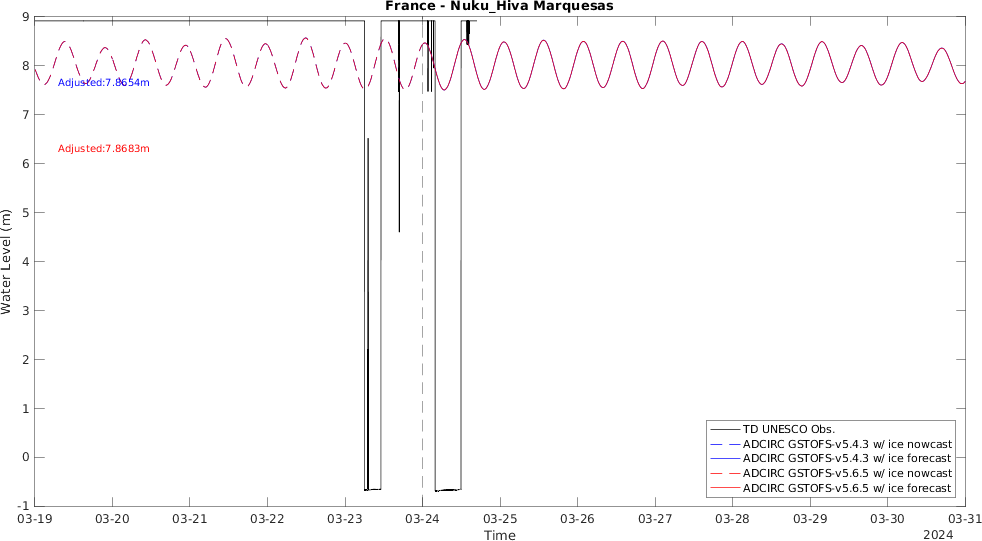 France - Nuku_Hiva Marquesas
Water Level (m)
9
8
7
6
5
4
3
2
1
0
-1
Adjusted:7.8654m
Adjusted:7.8683m
TD UNESCO Obs.
ADCIRC GSTOFS-v5.4.3 w/ ice nowcast
ADCIRC GSTOFS-v5.4.3 w/ ice forecast
ADCIRC GSTOFS-v5.6.5 w/ ice nowcast
ADCIRC GSTOFS-v5.6.5 w/ ice forecast
03-19 03-20 03-21 03-22 03-23 03-24 03-25 03-26 03-27 03-28 03-29 03-30 03-31
Time
2024